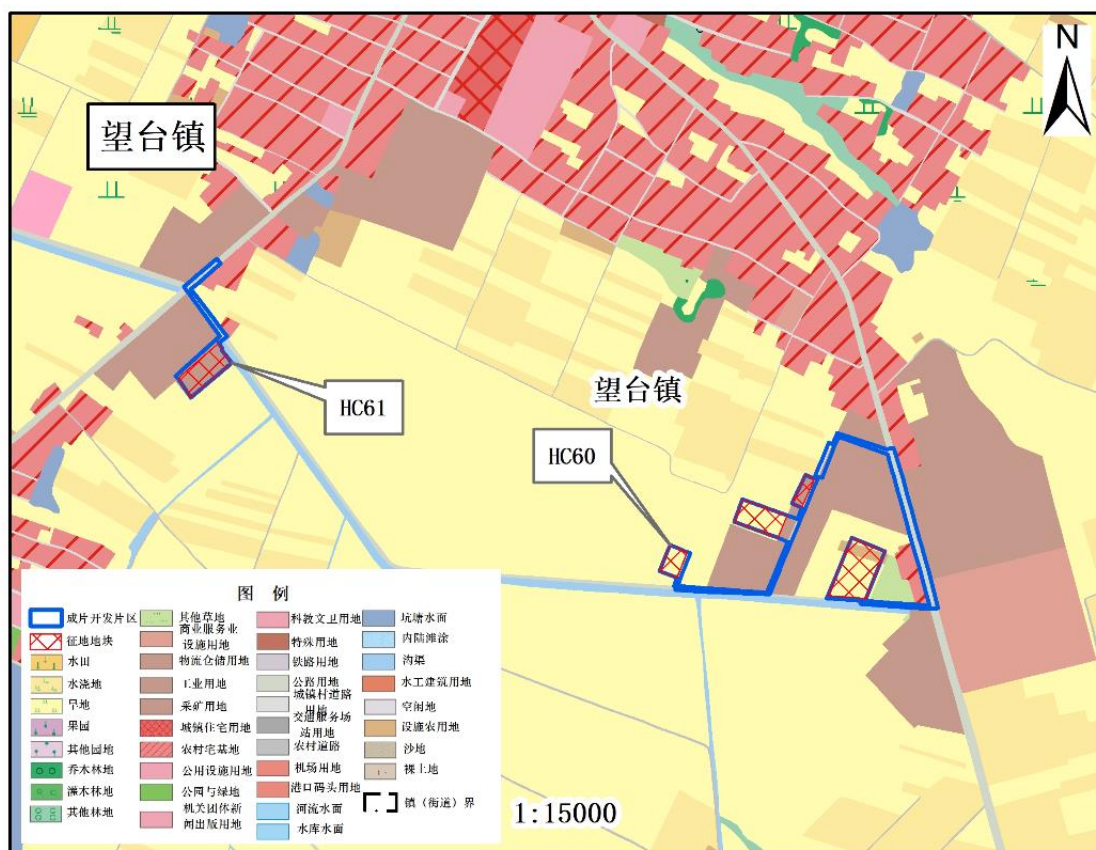 N
望台镇
HC61
望台镇
HC60
图 例
成片开发片区
征地地块
水田
水浇地
旱地
果园
其他园地
乔木林地
灌木林地
其他林地
其他草地
商业服务业
设施用地
物流仓储用地
工业用地
采矿用地
城镇住宅用地
农村宅基地
公用设施用地
公园与绿地
机关团体新
闻出版用地
科教文卫用地
特殊用地
铁路用地
公路用地
城镇村道路
用地
交通服务场
站用地
农村道路
机场用地
港口码头用地
河流水面
水库水面
坑塘水面
内陆滩涂
沟渠
水工建筑用地
空闲地
设施农用地
沙地
裸土地
镇（街道）界
1:15000